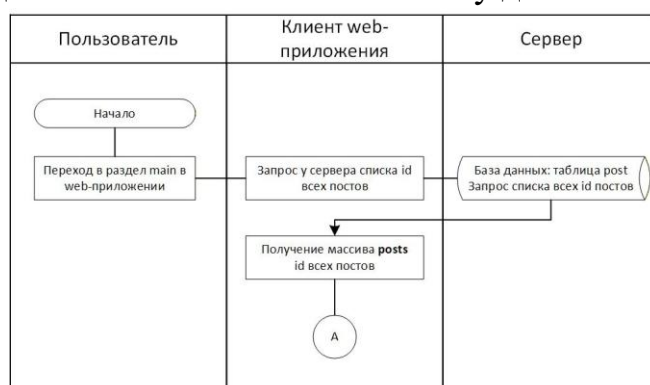 Пользователь
Клиент web-
приложения
Сервер
Начало
Переход в раздел main в
web-приложении
Запрос у сервера списка id
всех постов
База данных: таблица post
Запрос списка всех id постов
Получение массива posts
id всех постов
A